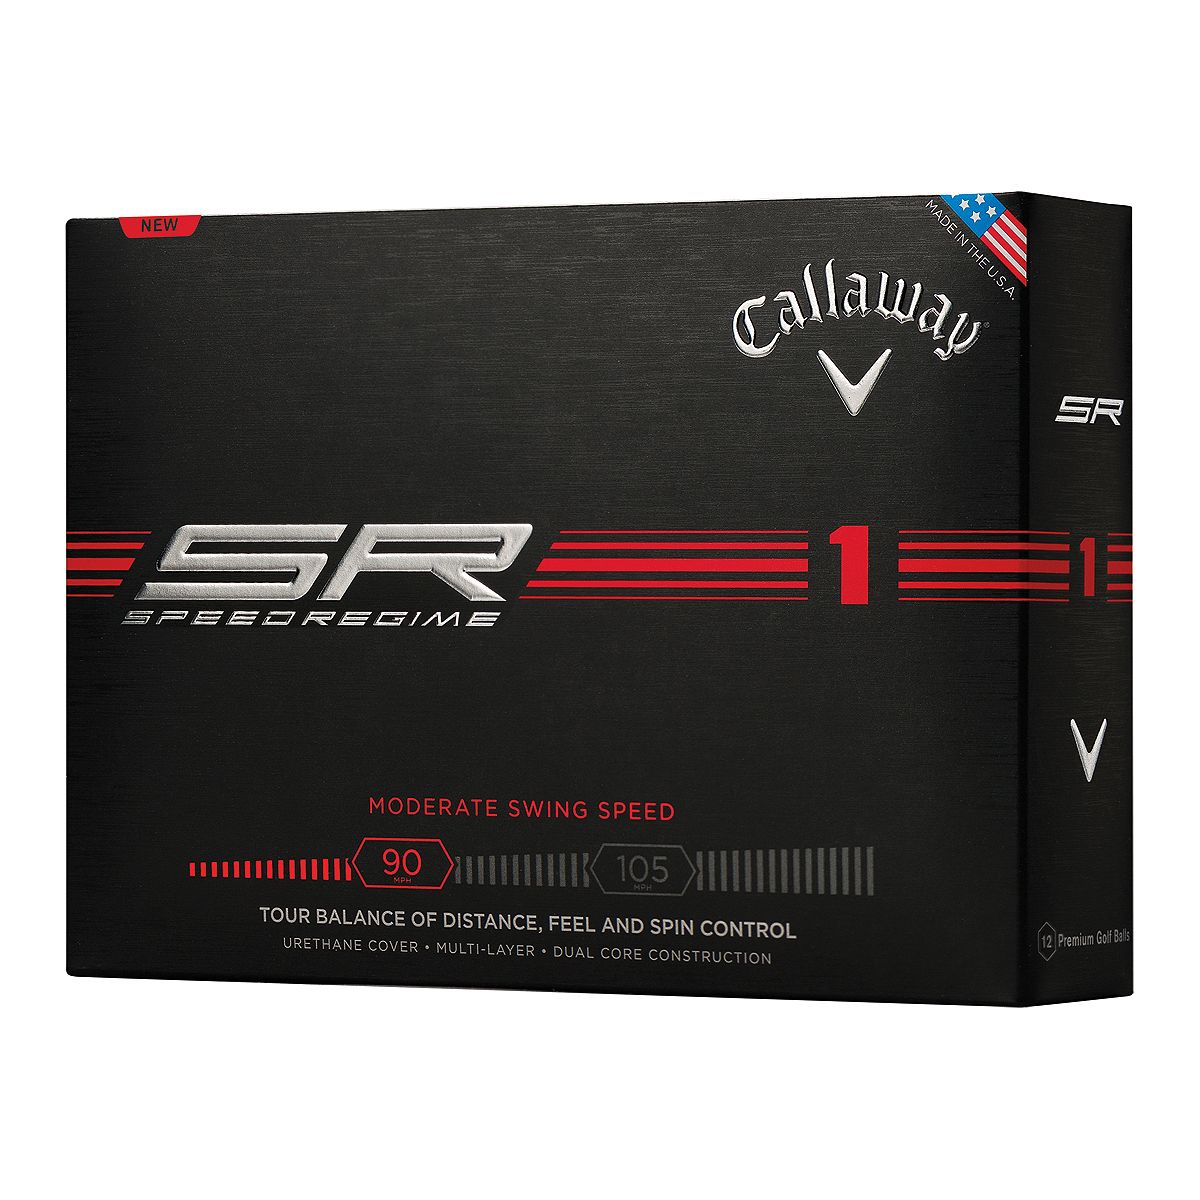 NEW
MADE IN THE U.S.A.
Callaway
SR
SPEEDREGIME
1
MODERATE SWING SPEED
90
MPH
105
MPH
TOUR BALANCE OF DISTANCE, FEEL AND SPIN CONTROL
URETHANE COVER • MULTI-LAYER • DUAL CORE CONSTRUCTION
SR
1
12 Premium Golf Balls